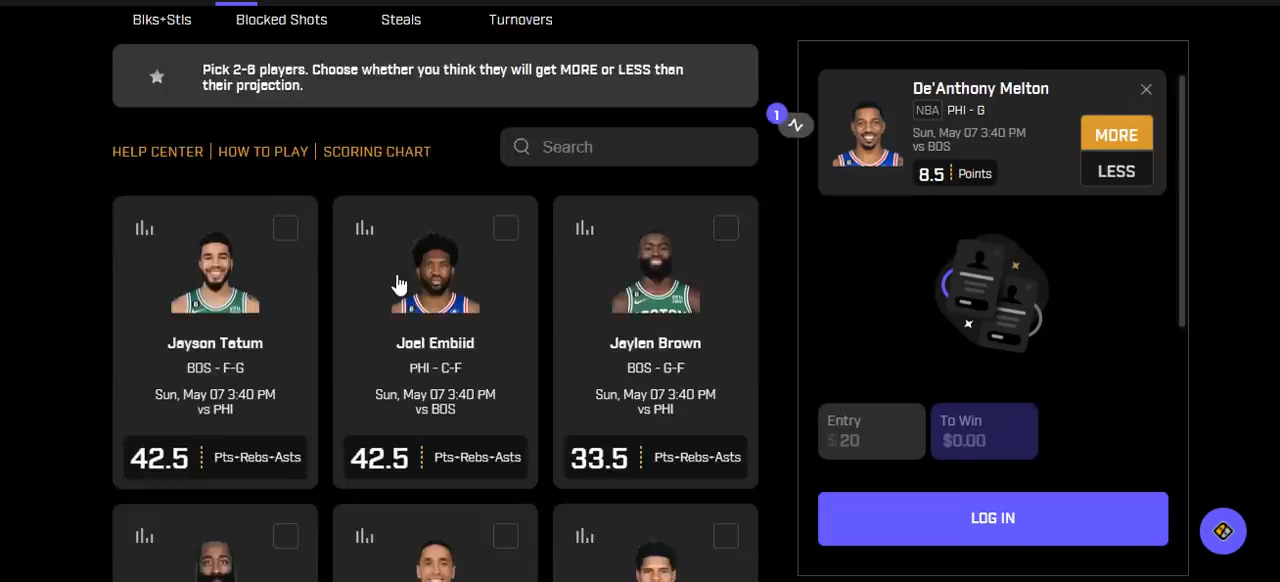 Blks+Stls Blocked Shots Steals Turnovers
Pick 2-6 players. Choose whether you think they will get MORE or LESS than
their projection.
HELP CENTER | HOW TO PLAY | SCORING CHART
Search
Jayson Tatum
BOS - F-G
Sun, May 07 3:40 PM
vs PHI
42.5 Pts+Rebs+Asts
Joel Embiid
PHI - C-F
Sun, May 07 3:40 PM
vs BOS
42.5 Pts+Rebs+Asts
Jaylen Brown
BOS - G-F
Sun, May 07 3:40 PM
vs PHI
33.5 Pts+Rebs+Asts
1
De'Anthony Melton
NBA PHI - G
Sun, May 07 3:40 PM
vs BOS
8.5 Points
MORE
LESS
Entry
$ 20
To Win
$0.00
LOG IN